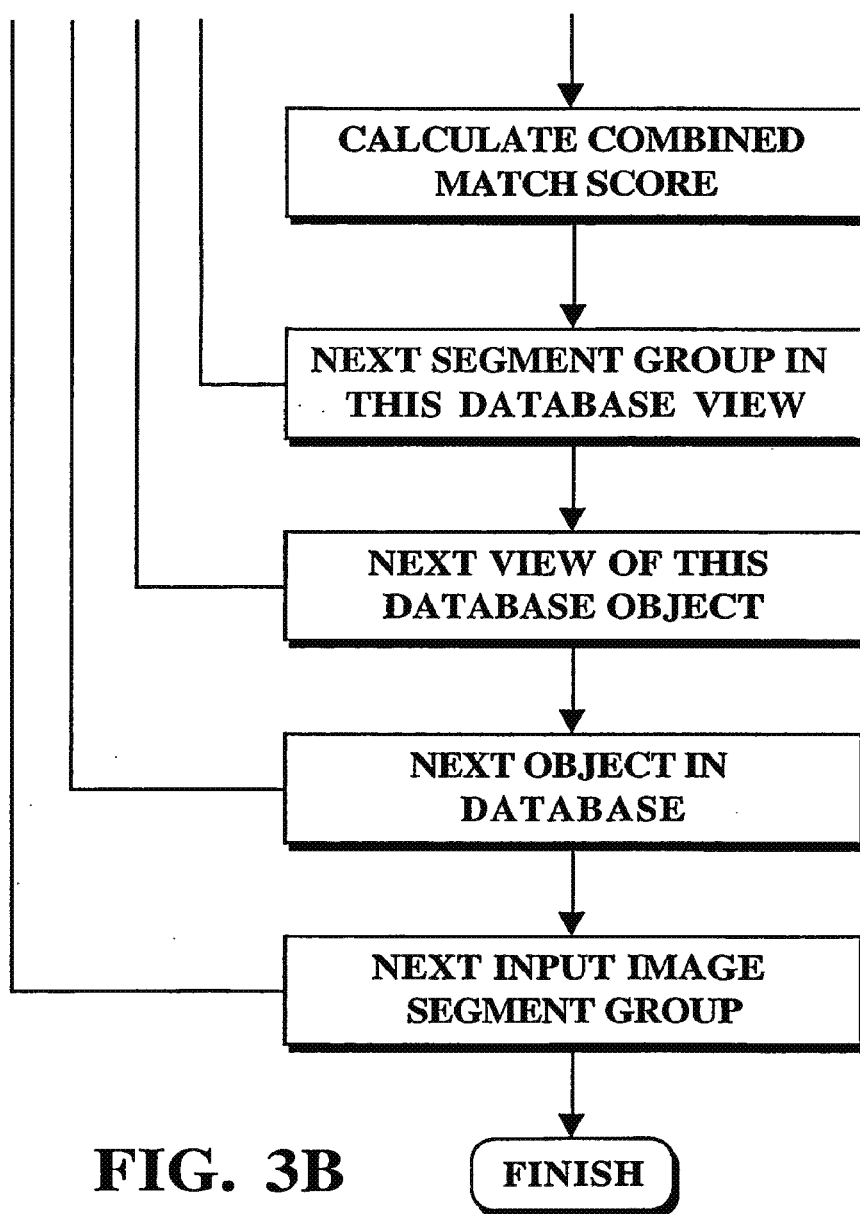 CALCULATE COMBINED
MATCH SCORE
NEXT SEGMENT GROUP IN
THIS DATABASE VIEW
NEXT VIEW OF THIS
DATABASE OBJECT
NEXT OBJECT IN
DATABASE
NEXT INPUT IMAGE
SEGMENT GROUP
FIG. 3B
FINISH